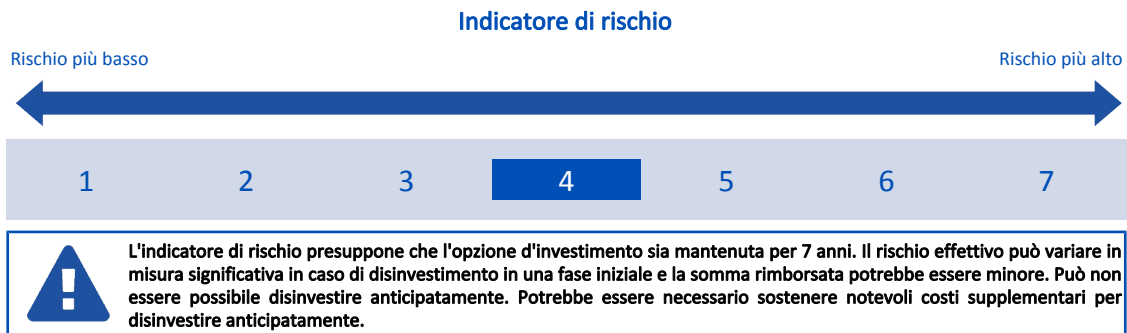 Indicatore di rischio
Rischio più basso
Rischio più alto
1 2 3 4 5 6 7
L'indicatore di rischio presuppone che l'opzione d'investimento sia mantenuta per 7 anni. Il rischio effettivo può variare in
misura significativa in caso di disinvestimento in una fase iniziale e la somma rimborsata potrebbe essere minore. Può non
essere possibile disinvestire anticipatamente. Potrebbe essere necessario sostenere notevoli costi supplementari per
disinvestire anticipatamente.